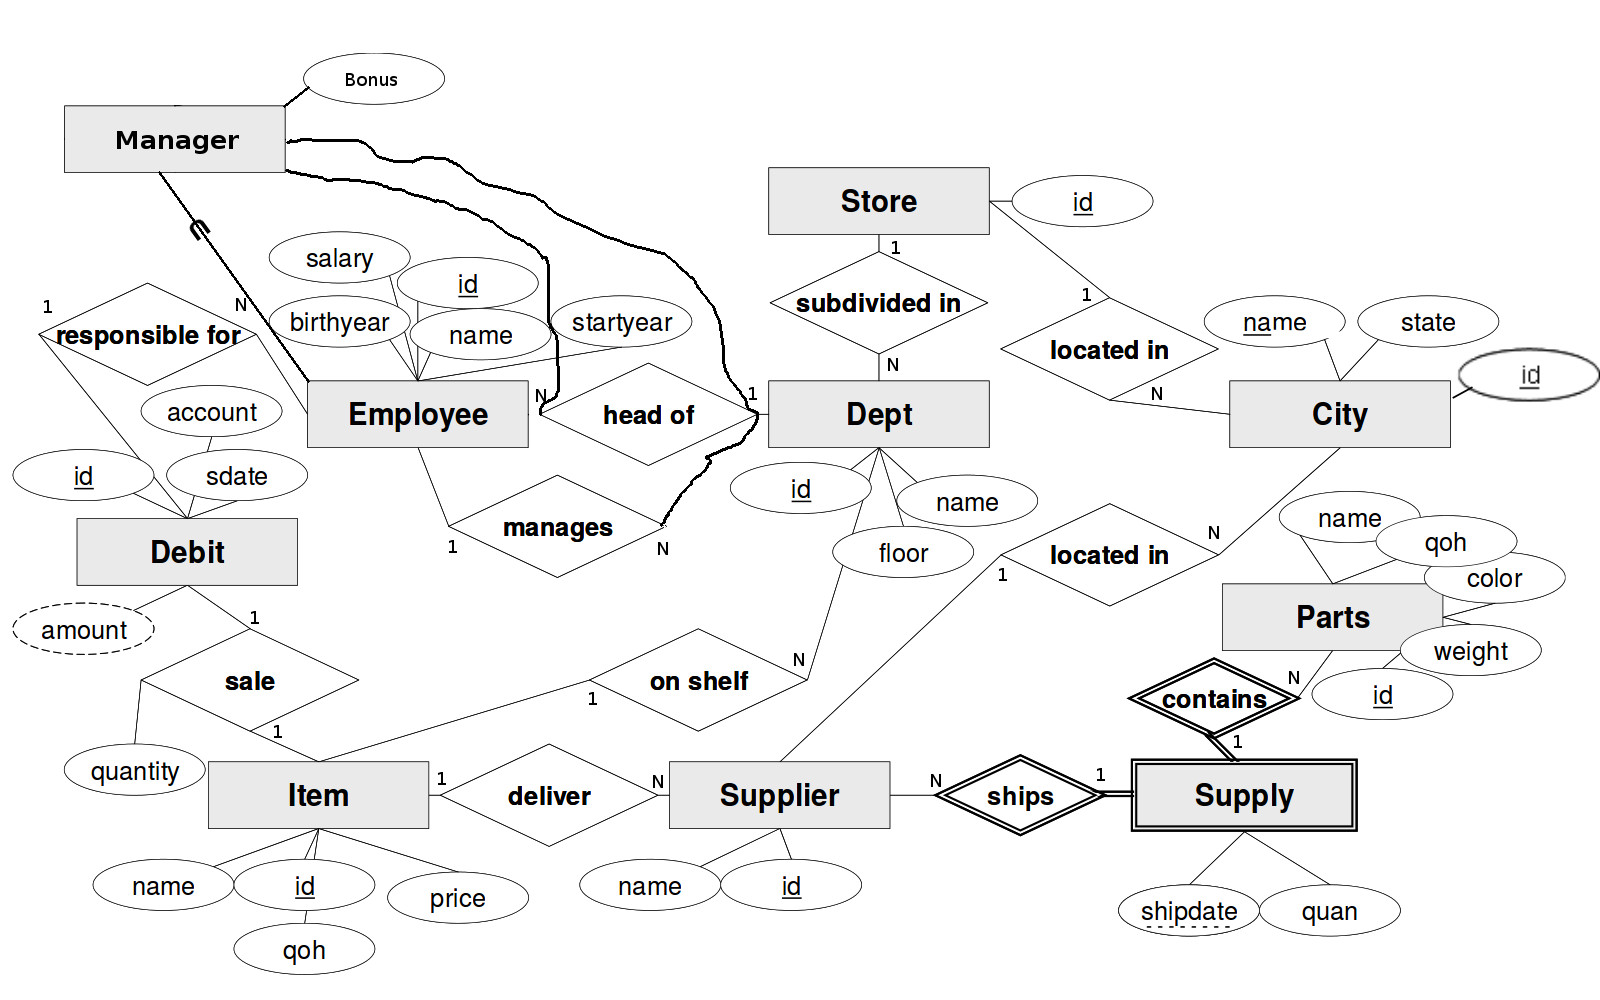 Bonus
Manager
Store
id
salary
id
1
subdivided in
1
birthyear
name
startyear
1
N
responsible for
name
state
located in
N
id
N
Employee
N
head of
1
Dept
City
account
id
sdate
id
name
name
manages
1
N
floor
located in
N
1
qoh
color
Debit
Parts
amount
1
weight
sale
on shelf
N
1
contains
N
id
1
1
quantity
Item
1
deliver
N
Supplier
N
ships
1
Supply
name
id
price
qoh
name
id
shipdate
quan